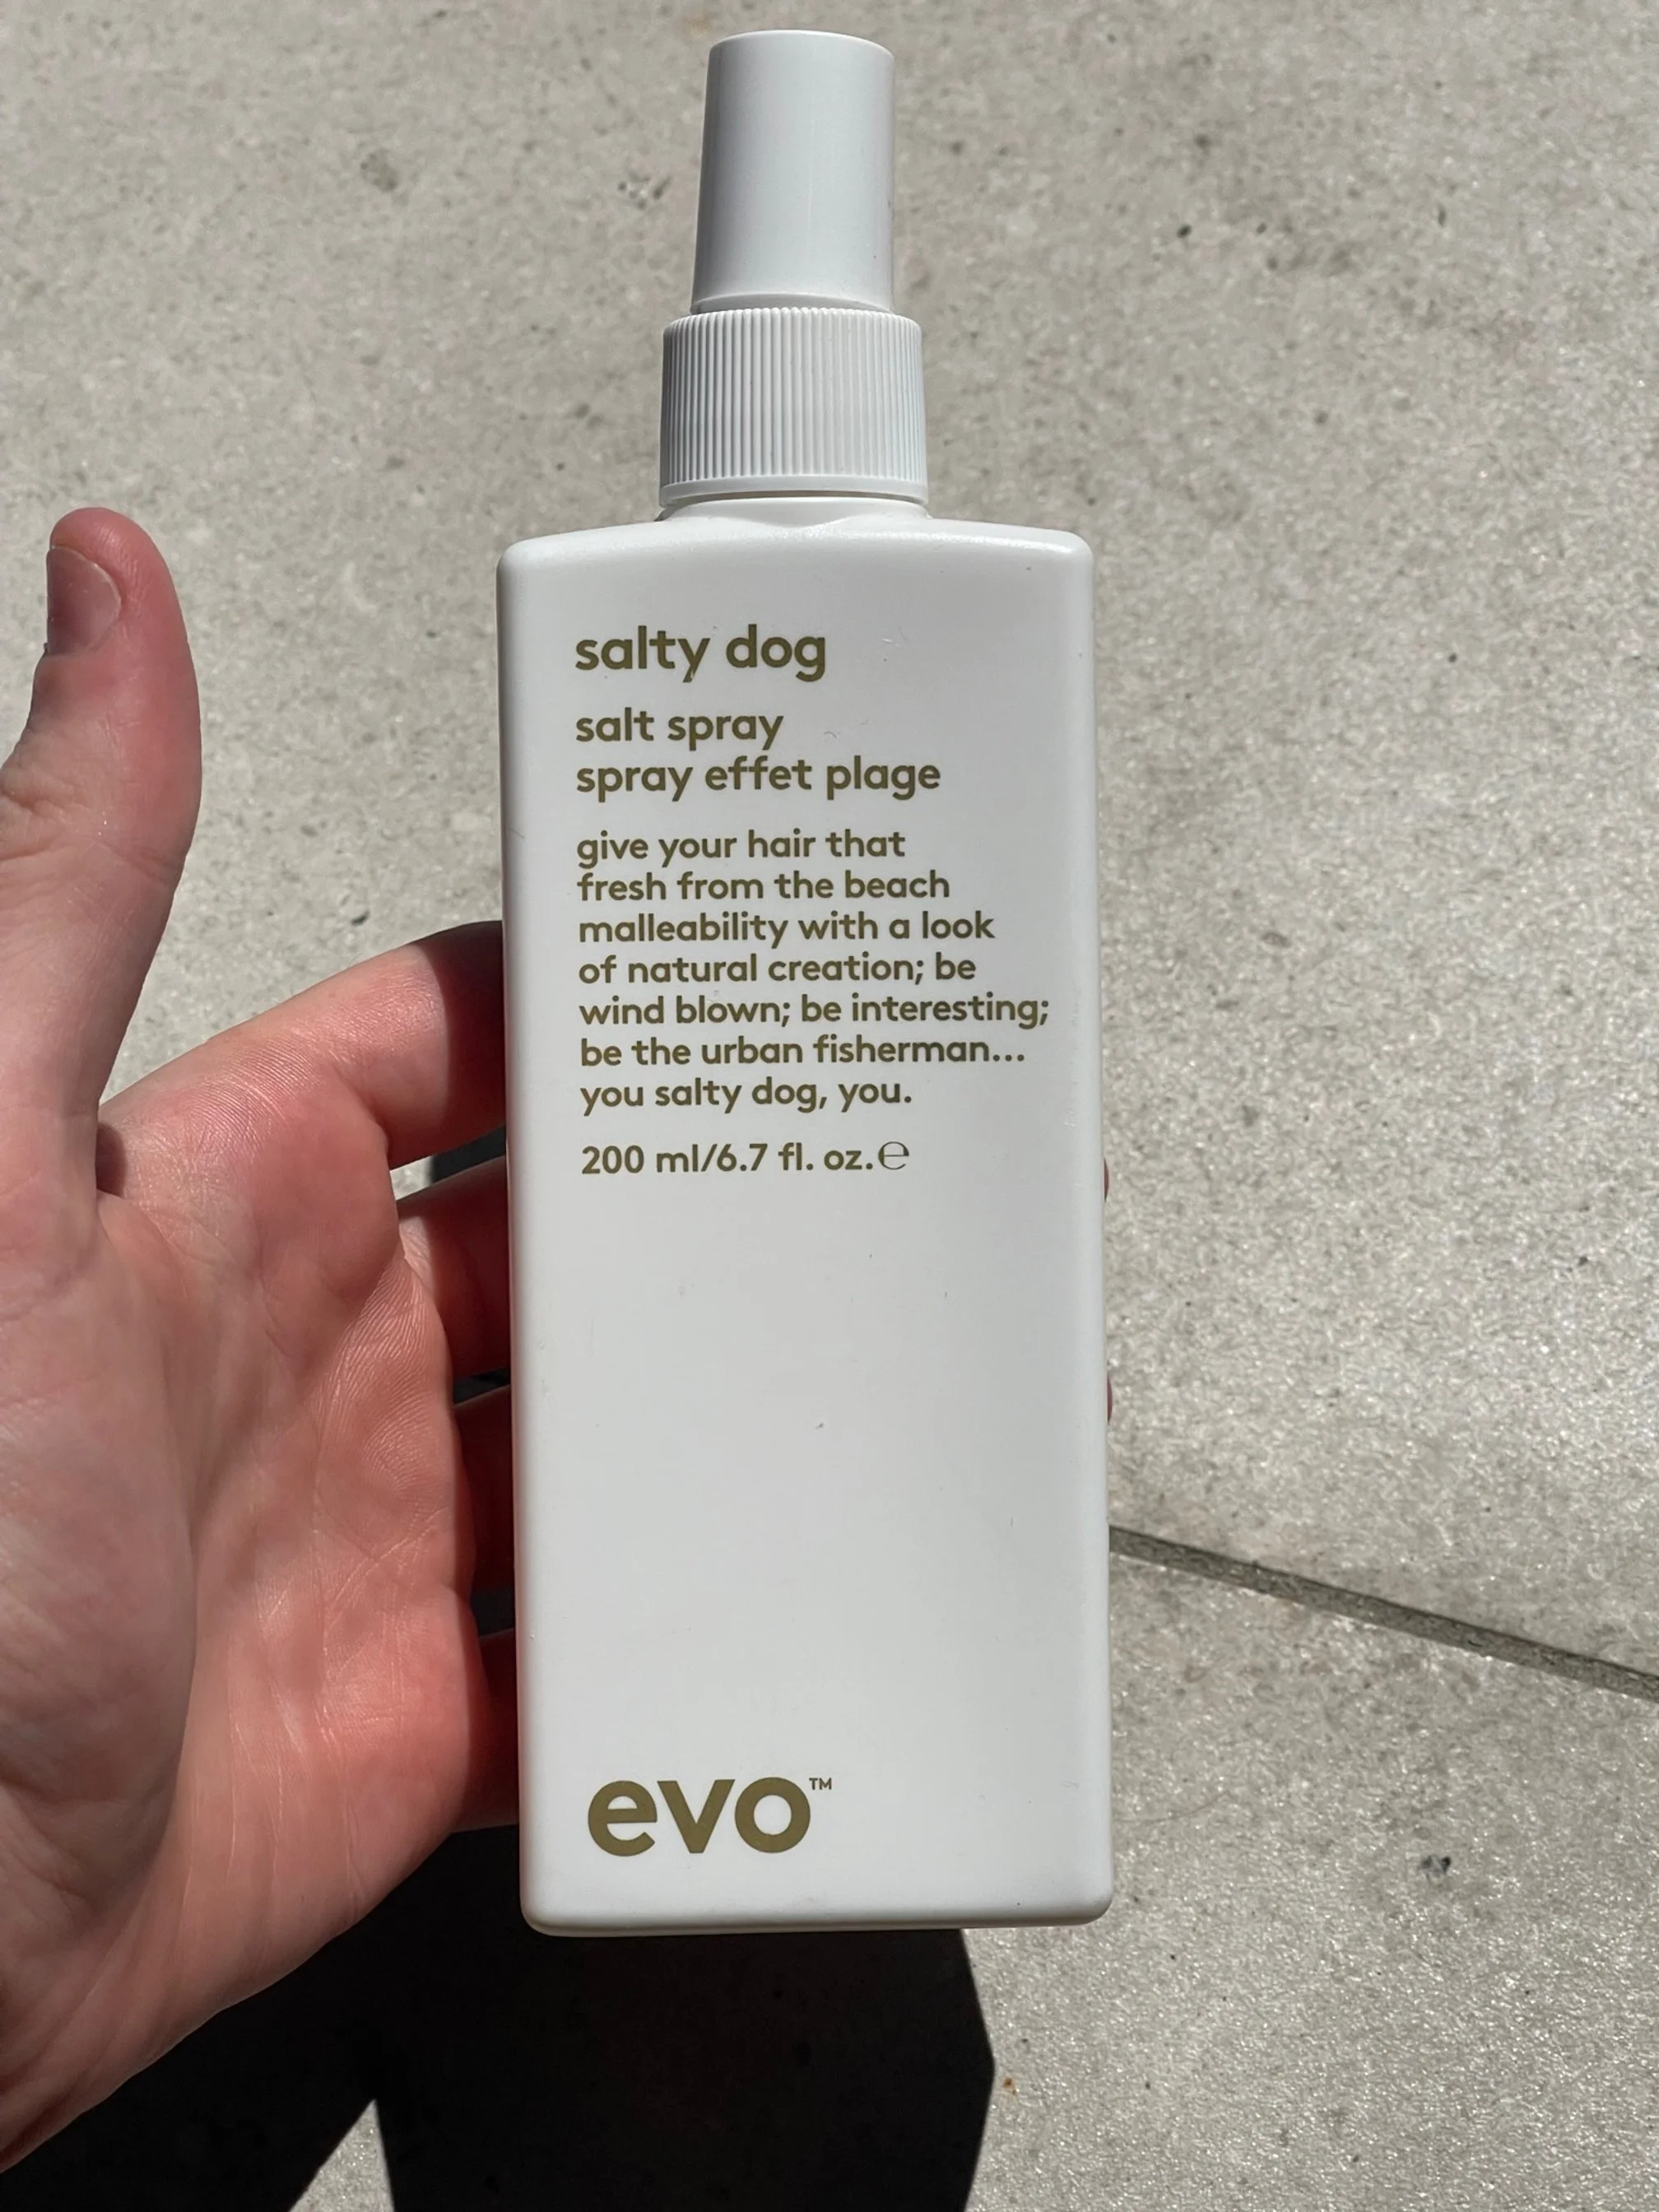 salty dog
salt spray
spray effet plage
give your hair that
fresh from the beach
malleability with a look
of natural creation; be
wind blown; be interesting;
be the urban fisherman...
you salty dog, you.
200 ml/6.7 fl. oz.℮
evo™